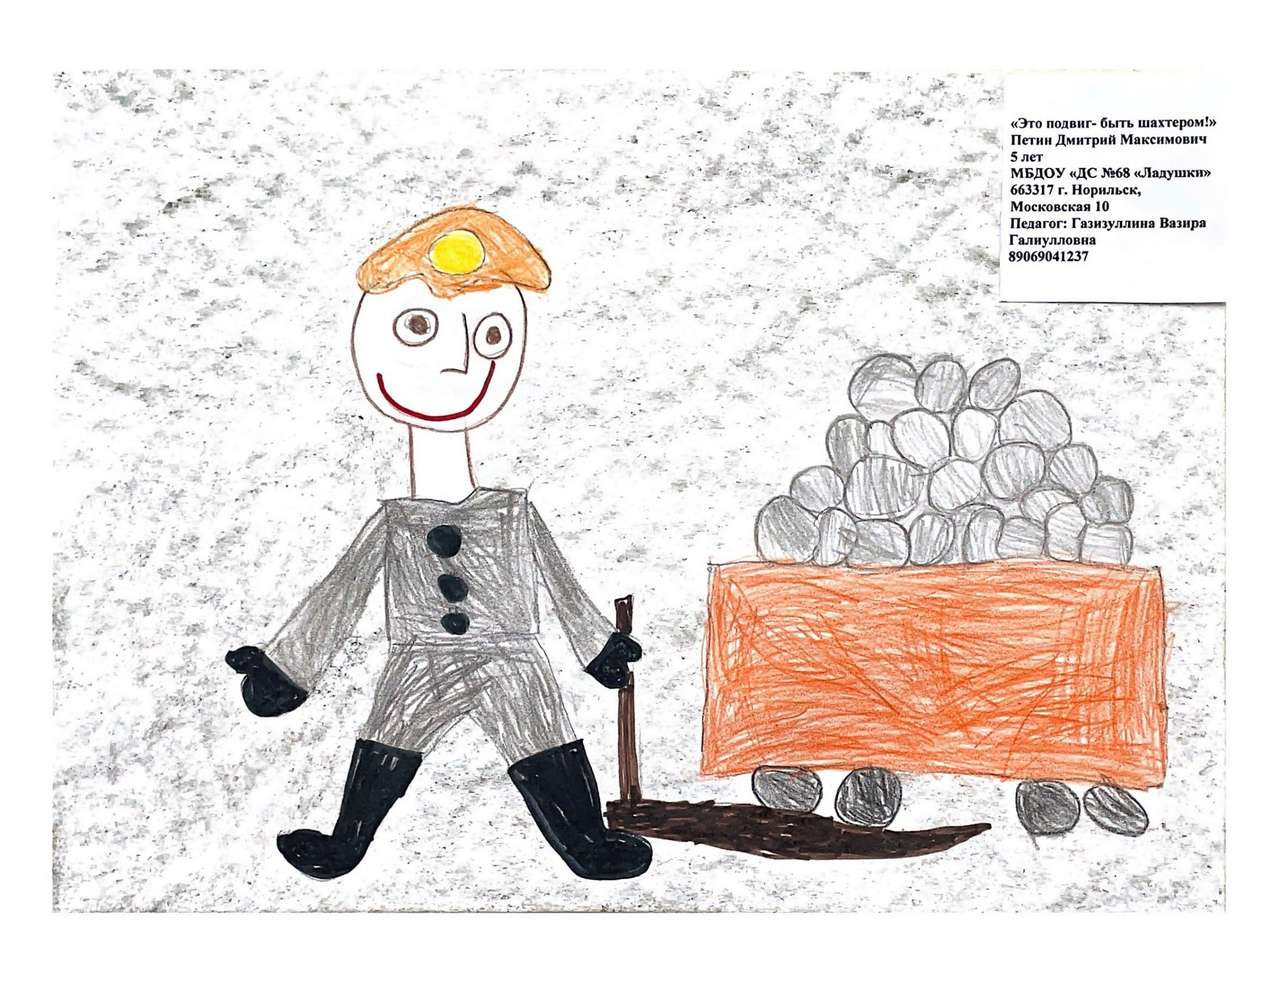 «Это подвиг- быть шахтером!»
Петин Дмитрий Максимович
5 лет
МБДОУ «ДС №68 «Ладушки»
663317 г. Норильск,
Московская 10
Педагог: Газизуллина Вазира
Галиулловна
89069041237